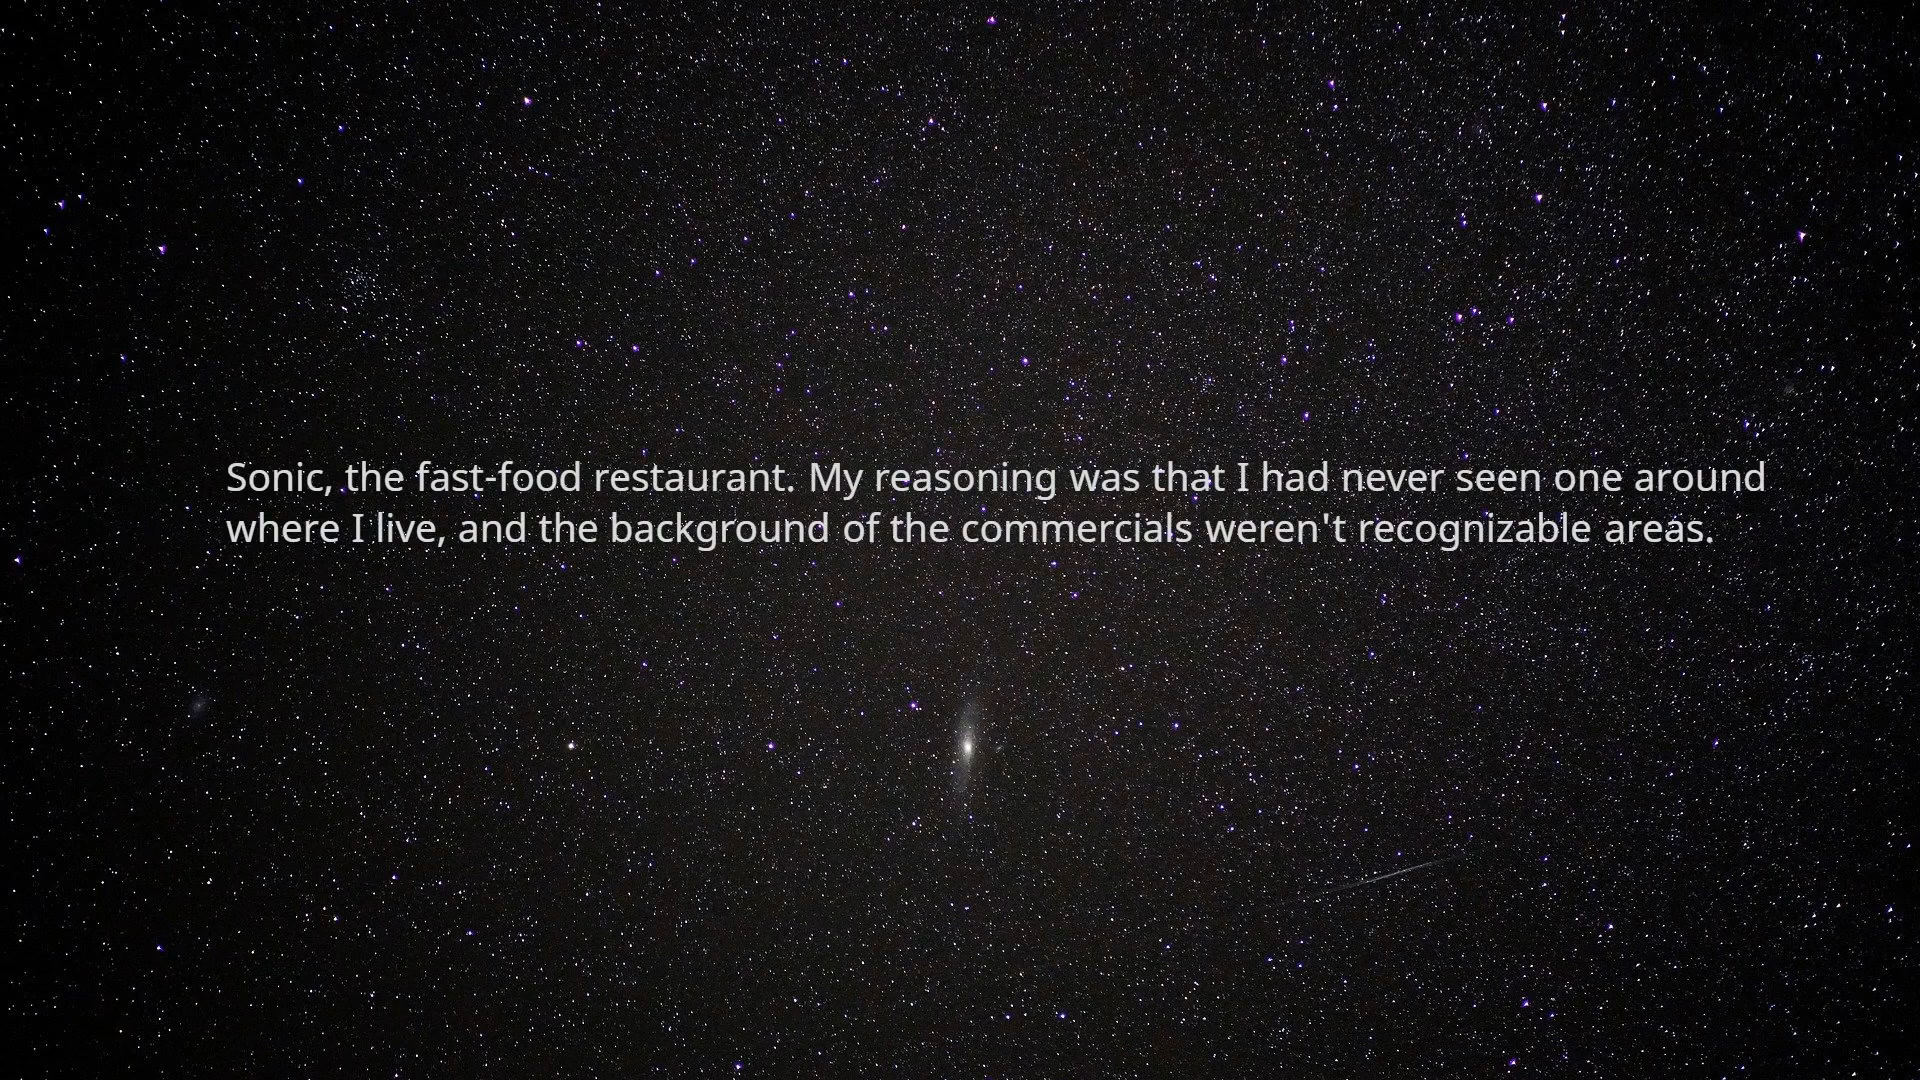 Sonic, the fast-food restaurant. My reasoning was that I had never seen one around
where I live, and the background of the commercials weren't recognizable areas.